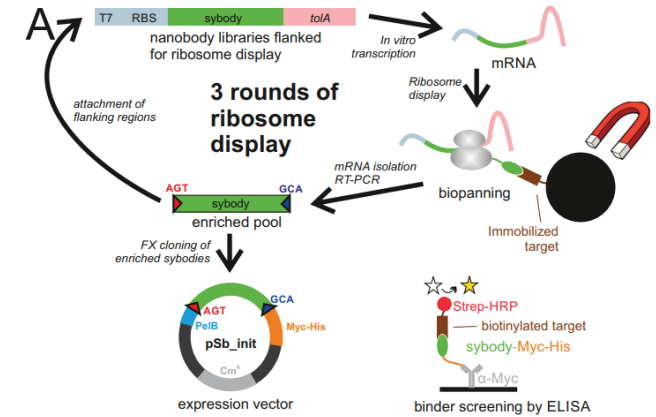 A
T7 RBS sybody tolA
nanobody libraries flanked
for ribosome display
In vitro
transcription
mRNA
Ribosome
display
attachment of
flanking regions
3 rounds of
ribosome
display
mRNA isolation
RT-PCR
biopanning
Immobilized
target
AGT
GCA
sybody
enriched pool
FX cloning of
enriched sybodies
AGT
GCA
PelB
Myc-His
pSb_init
Cmᴿ
expression vector
Strep-HRP
biotinylated target
sybody-Myc-His
α-Myc
binder screening by ELISA